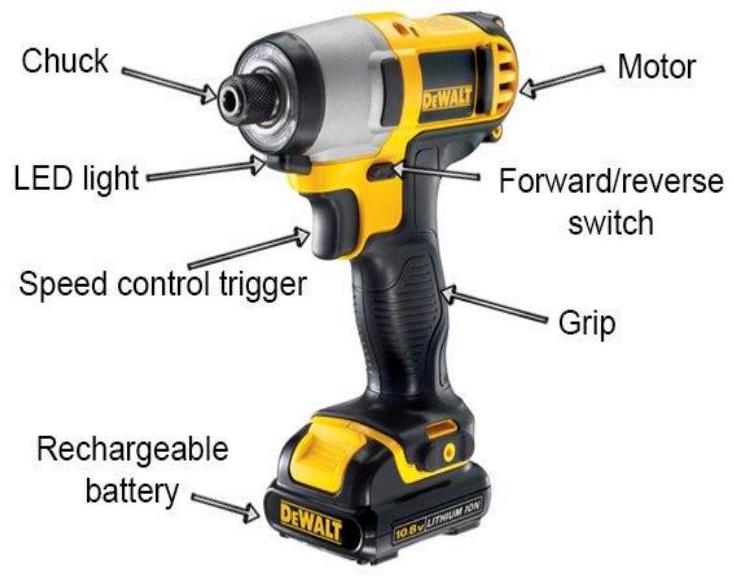 Chuck
Motor
DEWALT
LED light
Forward/reverse
switch
Speed control trigger
Grip
Rechargeable
battery
DEWALT
10.8v LITHIUM ION